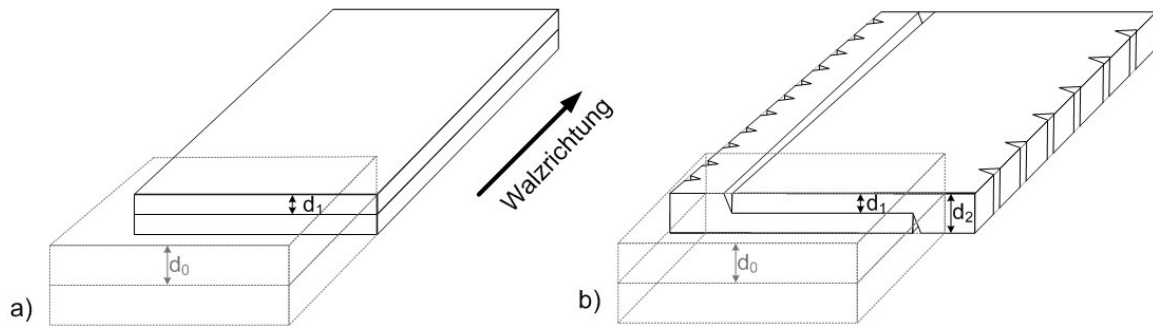 Walzrichtung
d₁
d₀
a)
d₁
d₂
d₀
b)